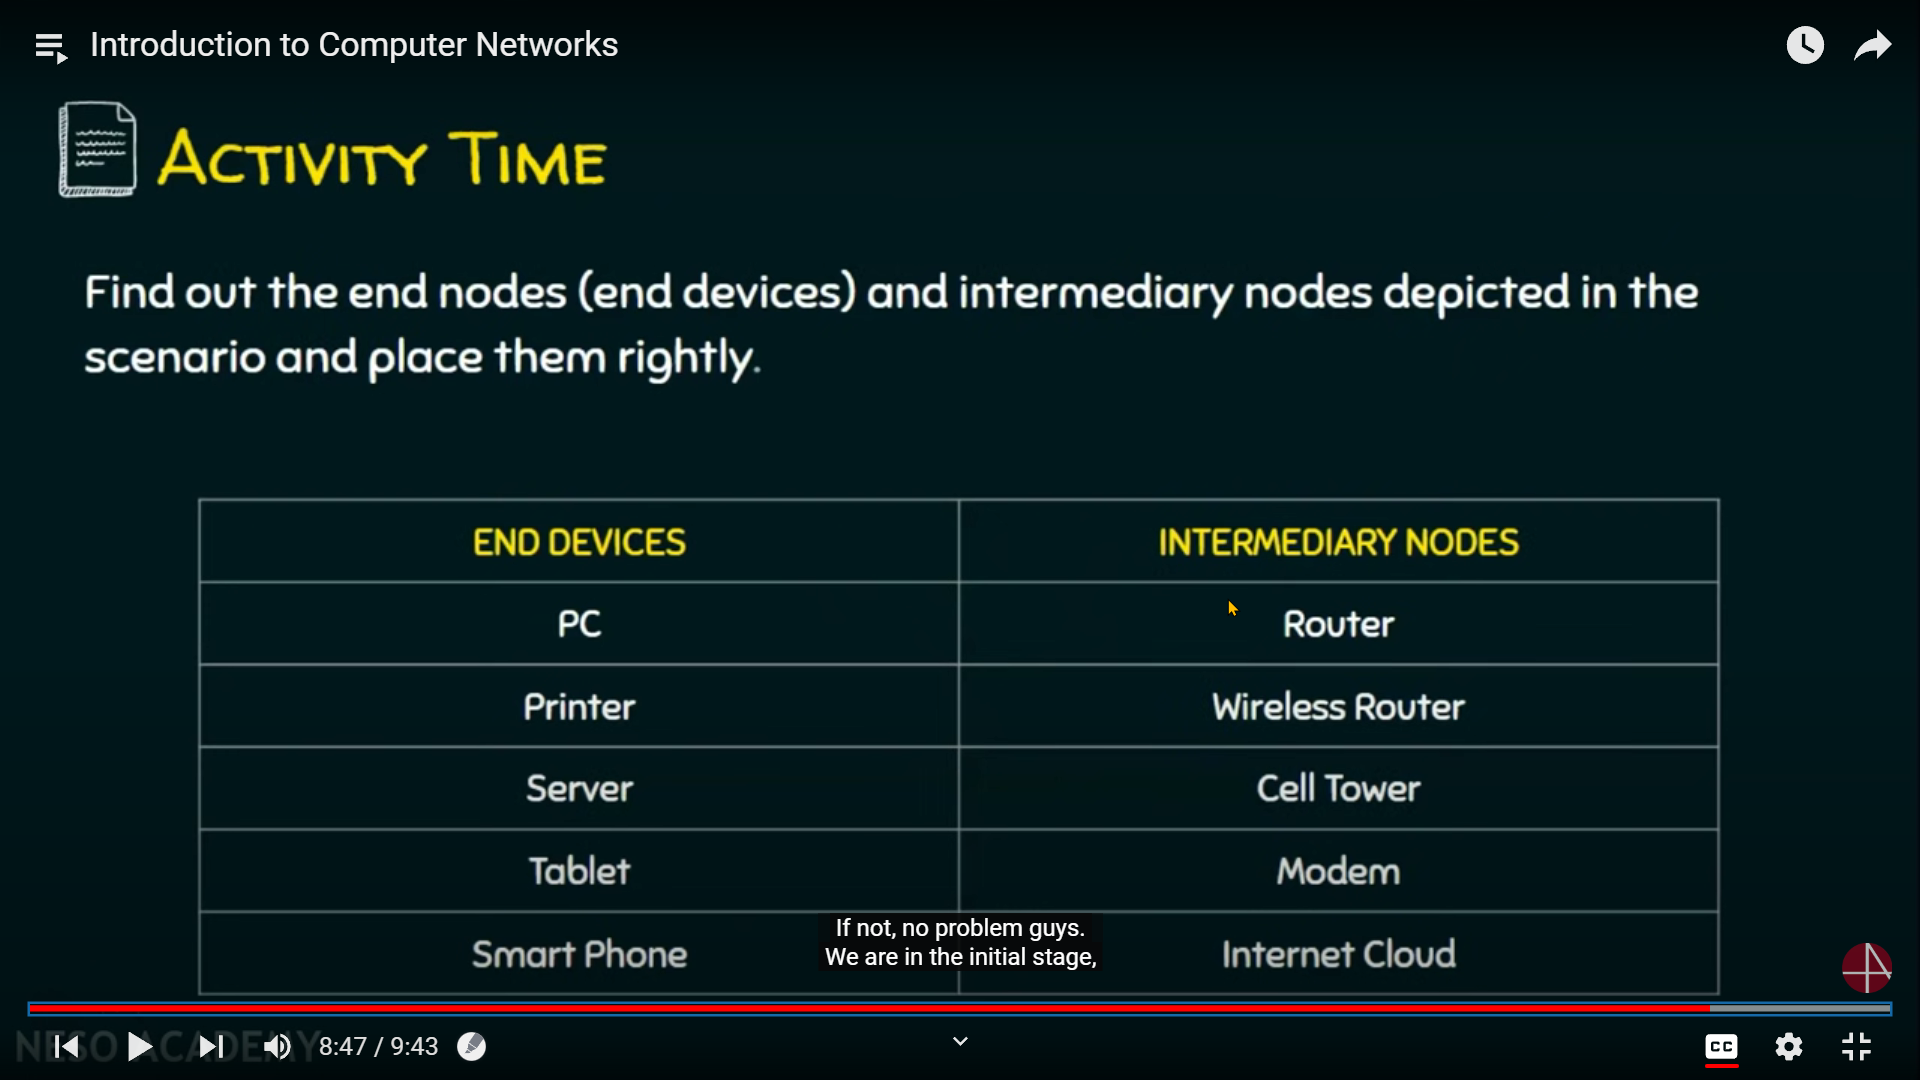 Introduction to Computer Networks
ACTIVITY TIME
Find out the end nodes (end devices) and intermediary nodes depicted in the
scenario and place them rightly.
END DEVICES INTERMEDIARY NODES
PC Router
Printer Wireless Router
Server Cell Tower
Tablet Modem
Smart Phone Internet Cloud
If not, no problem guys.
We are in the initial stage,
NESO ACADEMY
8:47 / 9:43
CC